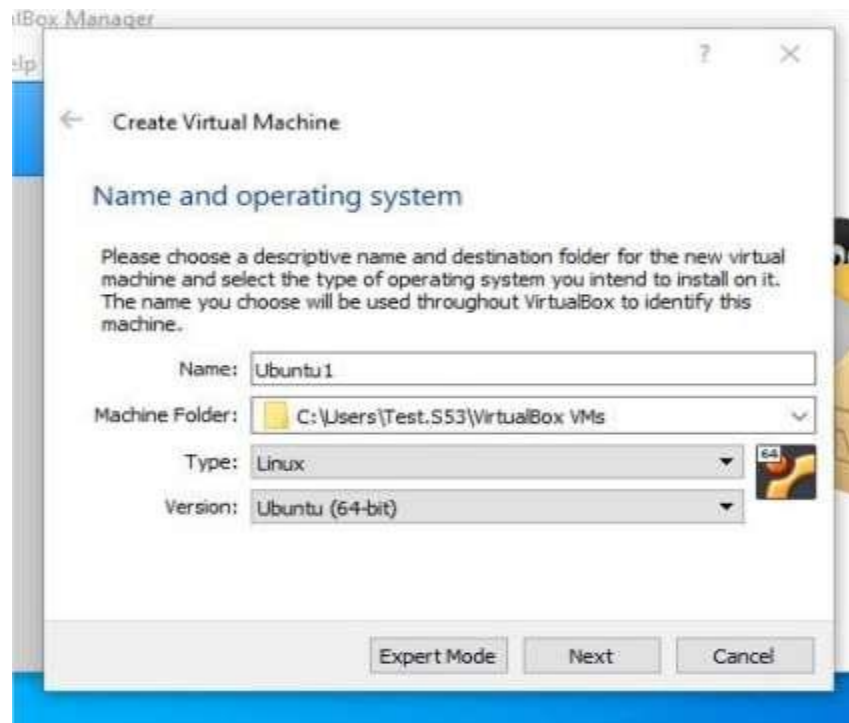 lBox Manager
elp
?
Create Virtual Machine
Name and operating system
Please choose a descriptive name and destination folder for the new virtual
machine and select the type of operating system you intend to install on it.
The name you choose will be used throughout VirtualBox to identify this
machine.
Name: Ubuntu1
Machine Folder: C:\Users\Test.S53\VirtualBox VMs
Type: Linux
64
Version: Ubuntu (64-bit)
Expert Mode Next Cancel